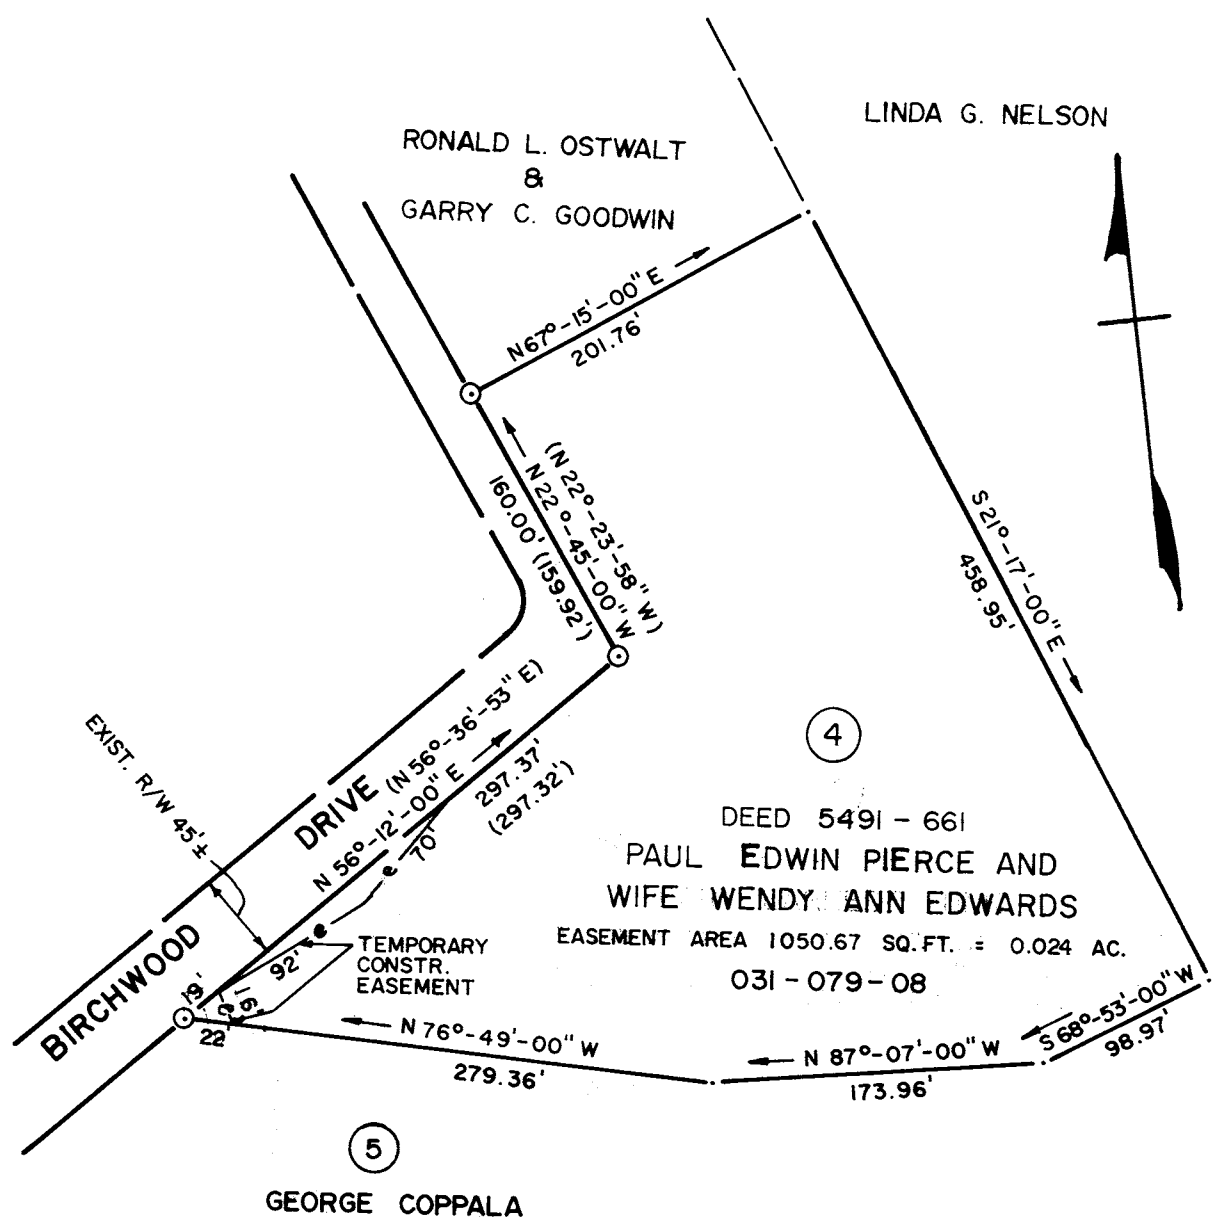 LINDA G. NELSON
RONALD L. OSTWALT
&
GARRY C. GOODWIN
N 67°-15'-00" E
201.76'
(N 22°-23'-58" W)
N 22°-45'-00" W
160.00' (159.92')
S 21°-17'-00" E
458.95'
(N 56°-36'-53" E)
N 56°-12'-00" E
297.37'
(297.32')
EXIST. R/W 45'±
BIRCHWOOD DRIVE
70'
e
e
92'
TEMPORARY
CONSTR.
EASEMENT
19'
e
16'
22'
4
DEED 5491-661
PAUL EDWIN PIERCE AND
WIFE WENDY ANN EDWARDS
EASEMENT AREA 1050.67 SQ.FT. = 0.024 AC.
031-079-08
S 68°-53'-00" W
98.97'
N 87°-07'-00" W
173.96'
N 76°-49'-00" W
279.36'
5
GEORGE COPPALA